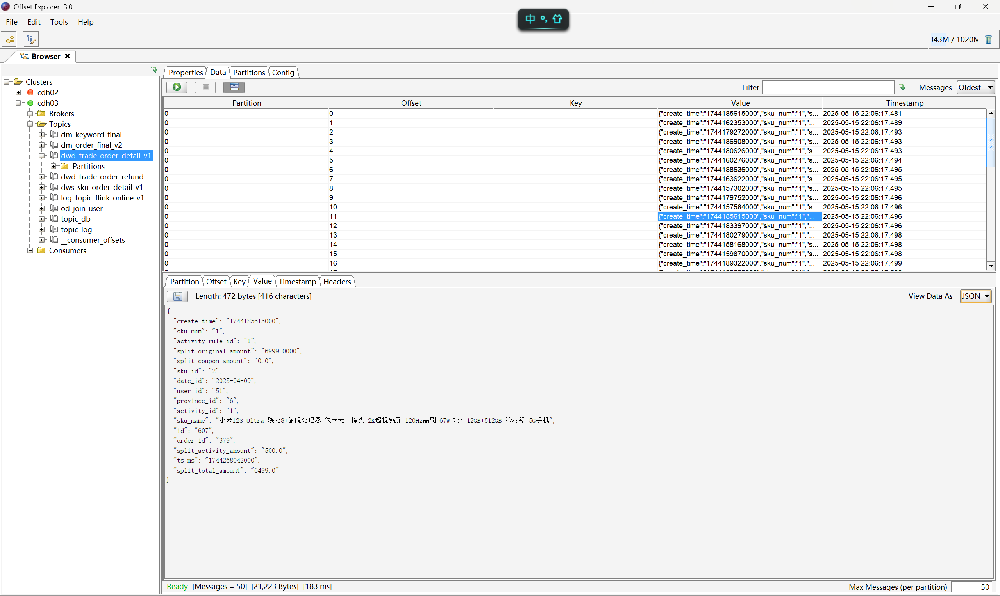 Offset Explorer 3.0
File Edit Tools Help
中 °,
343M / 1020M
Browser
Clusters
cdh02
cdh03
Brokers
Topics
dm_keyword_final
dm_order_final_v2
dwd_trade_order_detail_v1
Partitions
dwd_trade_order_refund
dws_sku_order_detail_v1
log_topic_flink_online_v1
od_join_user
topic_db
topic_log
__consumer_offsets
Consumers
Properties Data Partitions Config
Filter Messages Oldest
Partition Offset Key Value Timestamp
0 0 {"create_time":"1744185615000","sku_num":"1","s... 2025-05-15 22:06:17.481
0 1 {"create_time":"1744162353000","sku_num":"1","... 2025-05-15 22:06:17.489
0 2 {"create_time":"1744179272000","sku_num":"1","s... 2025-05-15 22:06:17.493
0 3 {"create_time":"1744186908000","sku_num":"1","s... 2025-05-15 22:06:17.493
0 4 {"create_time":"1744180626000","sku_num":"1","s... 2025-05-15 22:06:17.493
0 5 {"create_time":"1744160276000","sku_num":"1","s... 2025-05-15 22:06:17.494
0 6 {"create_time":"1744188636000","sku_num":"1","s... 2025-05-15 22:06:17.495
0 7 {"create_time":"1744163622000","sku_num":"1","s... 2025-05-15 22:06:17.495
0 8 {"create_time":"1744157302000","sku_num":"1","s... 2025-05-15 22:06:17.495
0 9 {"create_time":"1744179752000","sku_num":"1","s... 2025-05-15 22:06:17.496
0 10 {"create_time":"1744157584000","sku_num":"1","s... 2025-05-15 22:06:17.496
0 11 {"create_time":"1744185615000","sku_num":"1","... 2025-05-15 22:06:17.496
0 12 {"create_time":"1744183397000","sku_num":"1","... 2025-05-15 22:06:17.496
0 13 {"create_time":"1744180279000","sku_num":"1","... 2025-05-15 22:06:17.498
0 14 {"create_time":"1744158168000","sku_num":"1","s... 2025-05-15 22:06:17.498
0 15 {"create_time":"1744159870000","sku_num":"1","s... 2025-05-15 22:06:17.498
0 16 {"create_time":"1744189322000","sku_num":"1","... 2025-05-15 22:06:17.499
Partition Offset Key Value Timestamp Headers
Length: 472 bytes [416 characters] View Data As JSON
{
"create_time": "1744185615000",
"sku_num": "1",
"activity_rule_id": "1",
"split_original_amount": "6999.0000",
"split_coupon_amount": "0.0",
"sku_id": "2",
"date_id": "2025-04-09",
"user_id": "51",
"province_id": "6",
"activity_id": "1",
"sku_name": "小米12S Ultra 骁龙8+旗舰处理器 徕卡光学镜头 2K超视感屏 120Hz高刷 67W快充 12GB+512GB 冷杉绿 5G手机",
"id": "607",
"order_id": "379",
"split_activity_amount": "500.0",
"ts_ms": "1744268042000",
"split_total_amount": "6499.0"
}
Ready [Messages = 50] [21,223 Bytes] [183 ms] Max Messages (per partition) 50